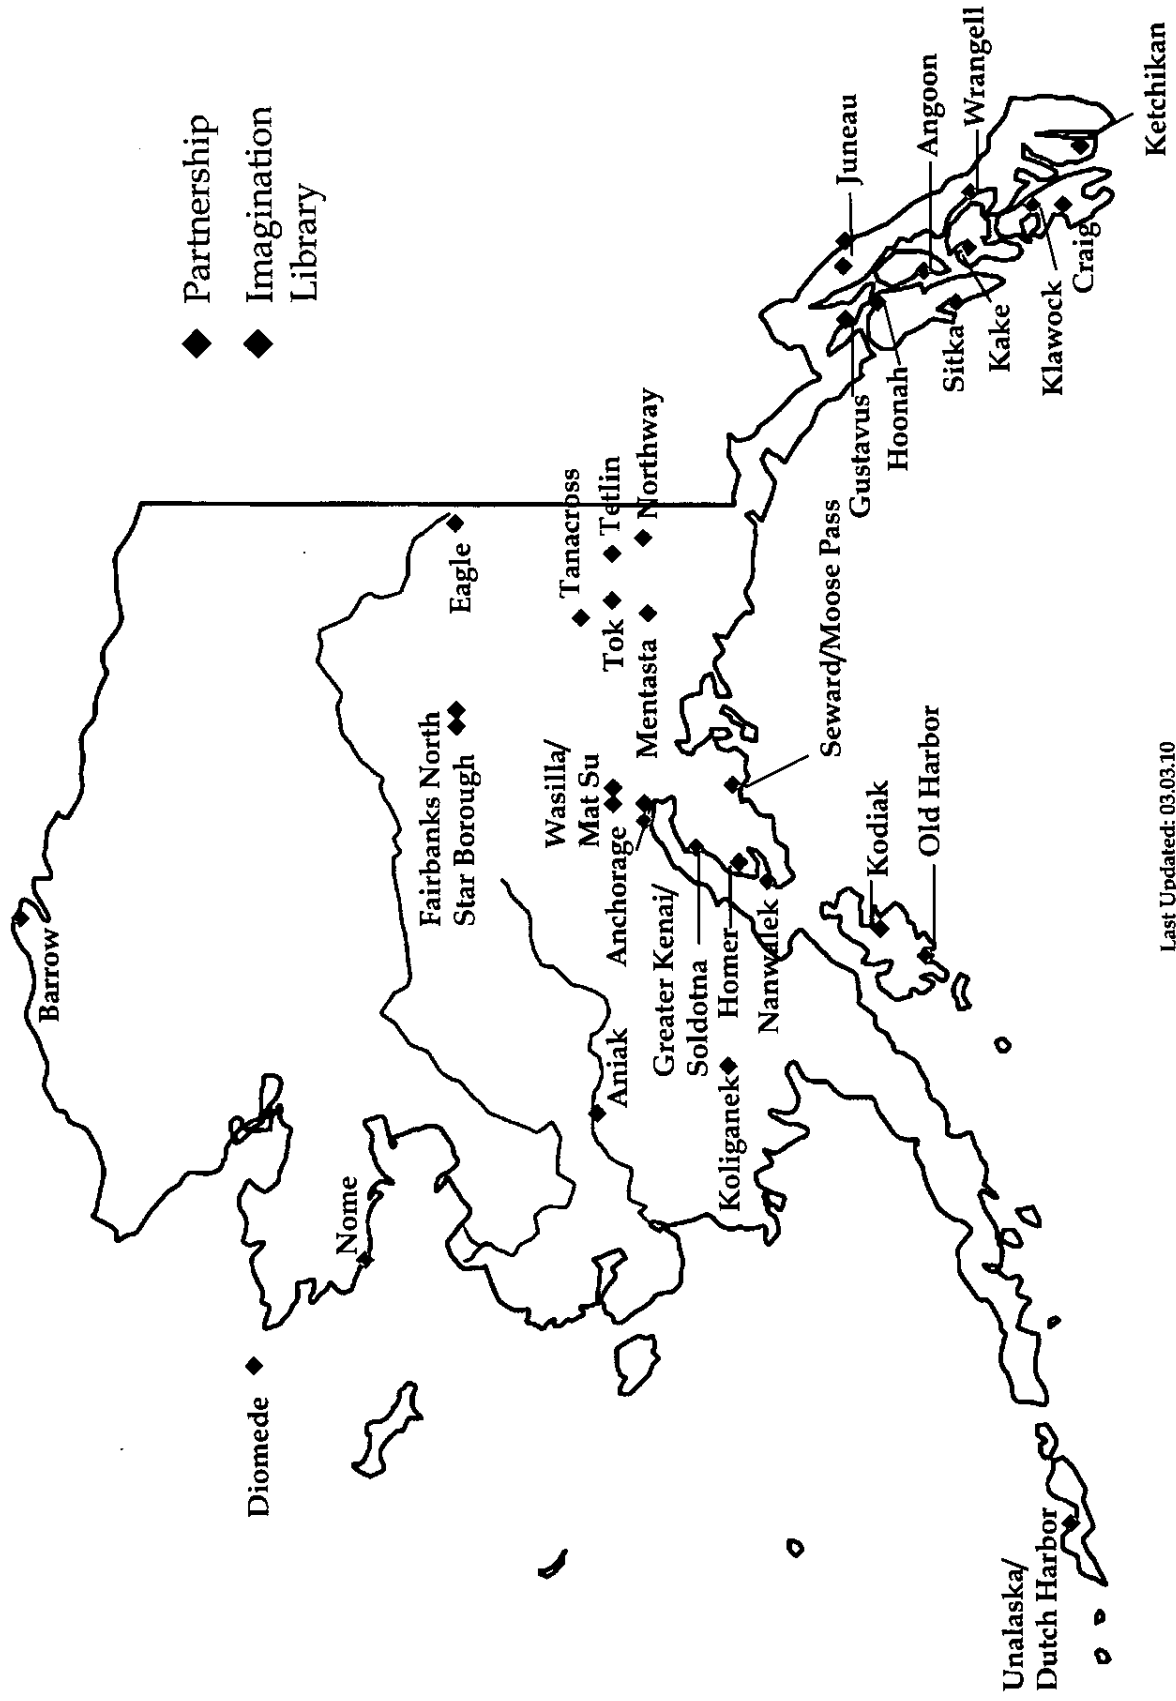 Partnership
Imagination
Library
Barrow
Diomede
Nome
Fairbanks North
Star Borough
Eagle
Tanacross
Tok
Tetlin
Northway
Mentasta
Wasilla/
Mat Su
Anchorage
Greater Kenai/
Soldotna
Homer
Nanwalek
Seward/Moose Pass
Aniak
Koliganek
Kodiak
Old Harbor
Unalaska/
Dutch Harbor
Gustavus
Hoonah
Juneau
Angoon
Sitka
Kake
Wrangell
Klawock
Craig
Ketchikan
Last Updated: 03.03.10